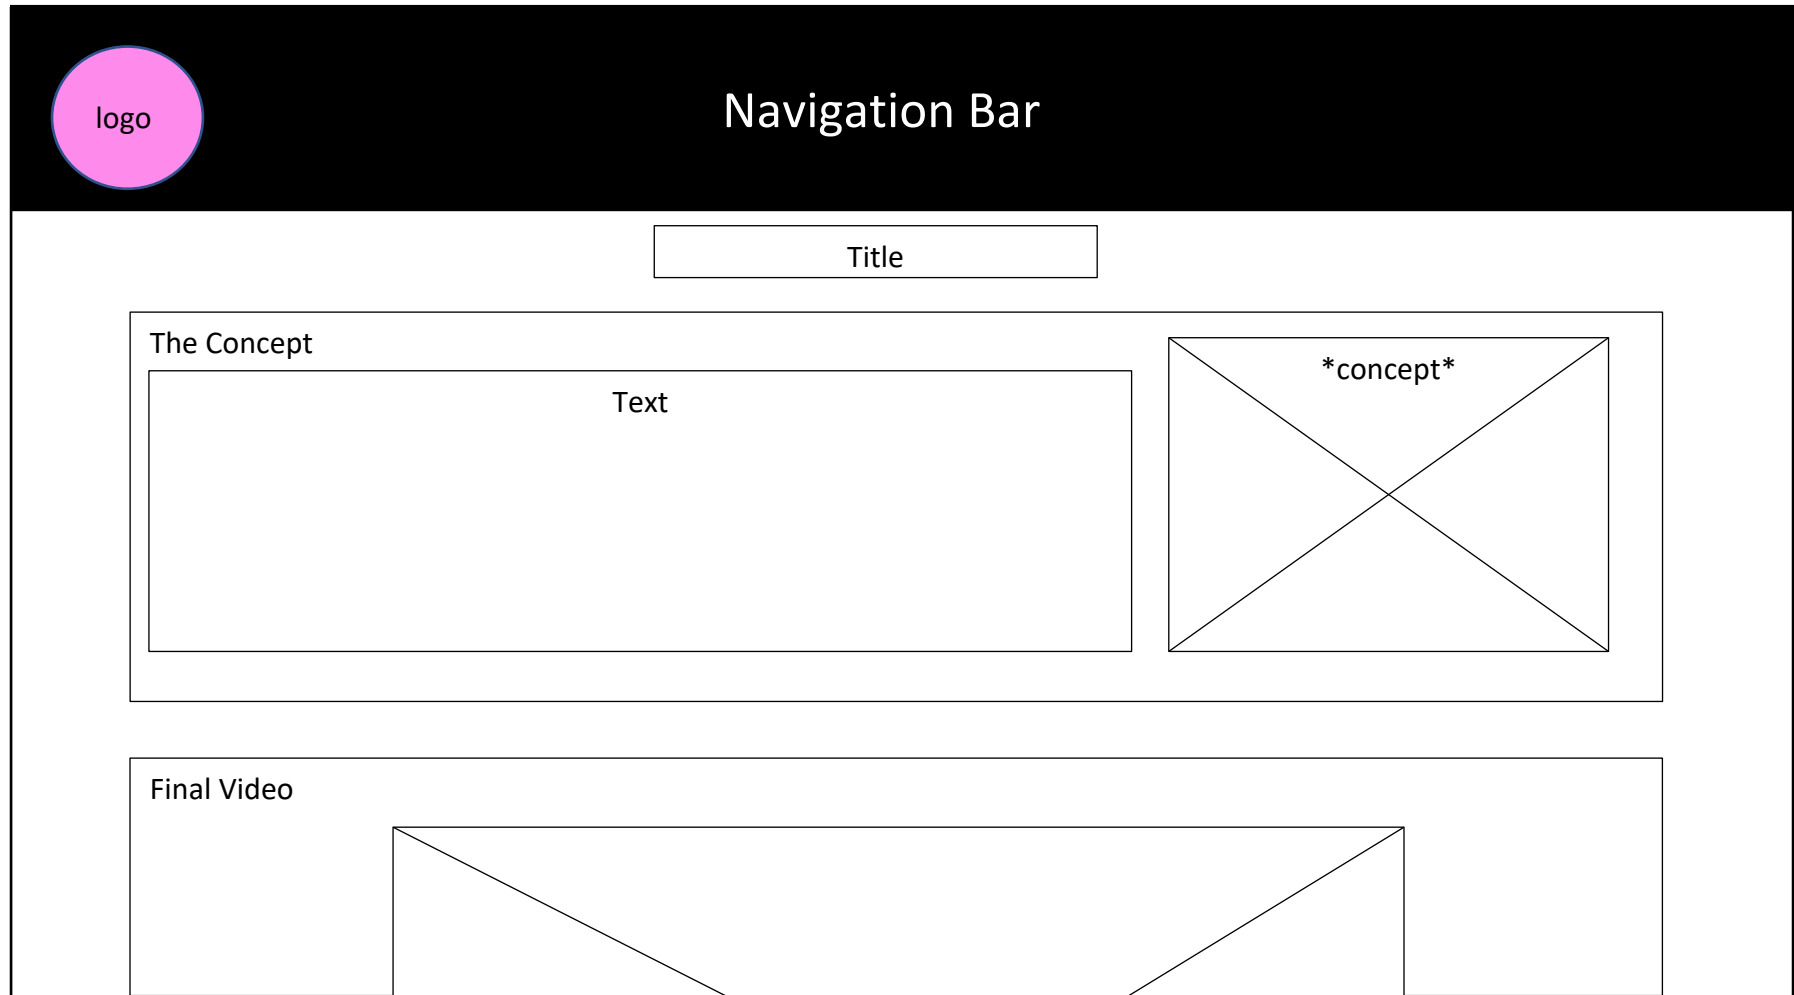 logo
Navigation Bar
Title
The Concept
Text
*concept*
Final Video